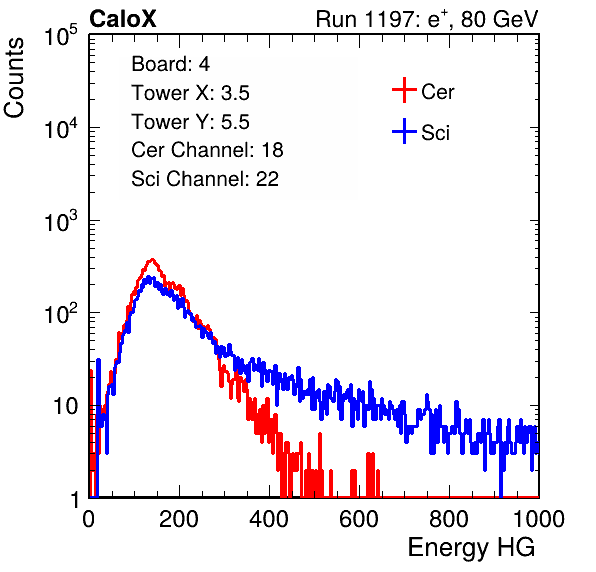 CaloX Run 1197: e⁺, 80 GeV
Counts
Board: 4
Tower X: 3.5
Tower Y: 5.5
Cer Channel: 18
Sci Channel: 22
Cer
Sci
10⁵
10⁴
10³
10²
10
1
0 200 400 600 800 1000
Energy HG